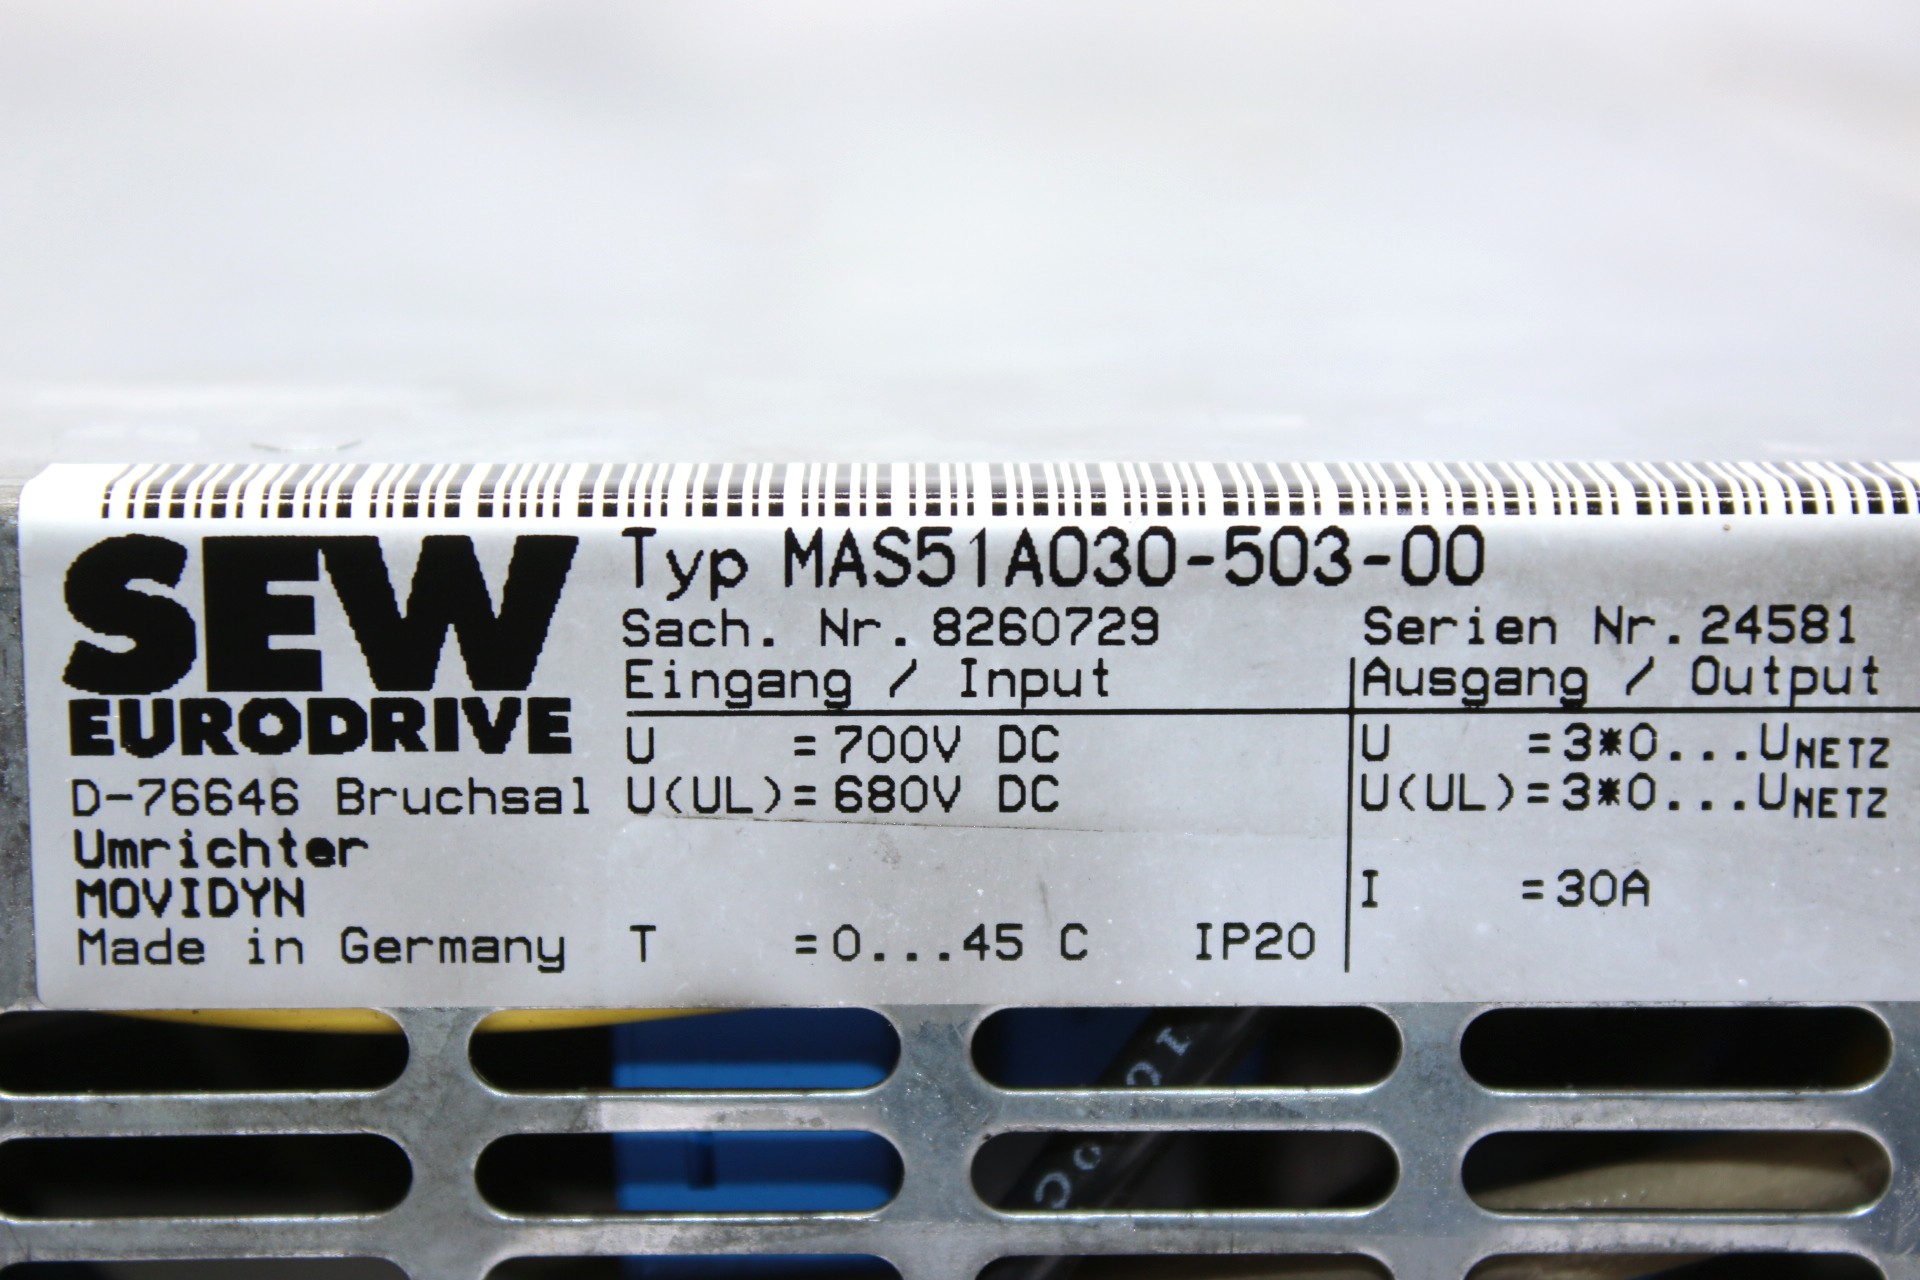 SEW
EURODRIVE
D-76646 Bruchsal
Umrichter
MOVIDYN
Made in Germany
Typ MAS51A030-503-00
Sach. Nr. 8260729 Serien Nr. 24581
Eingang / Input Ausgang / Output
U =700V DC U =3*0...UNETZ
U(UL)=680V DC U(UL)=3*0...UNETZ
I =30A
T =0...45 C IP20